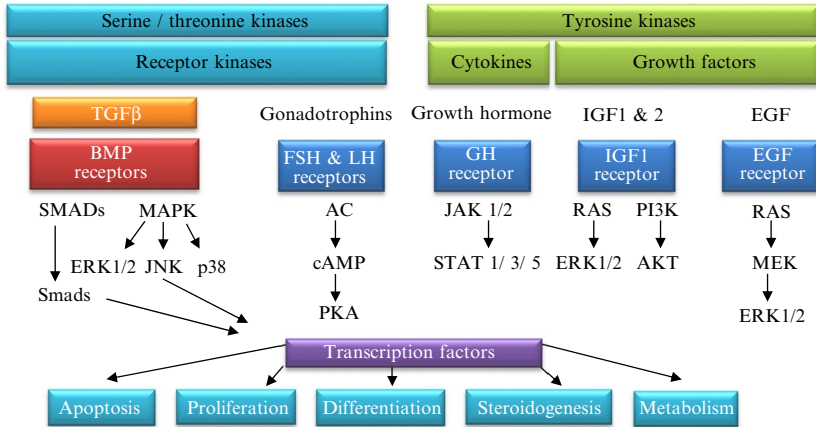 Serine / threonine kinases
Tyrosine kinases
Receptor kinases
Cytokines
Growth factors
TGFβ
Gonadotrophins
Growth hormone
IGF1 & 2
EGF
BMP
receptors
FSH & LH
receptors
GH
receptor
IGF1
receptor
EGF
receptor
SMADs
MAPK
AC
JAK 1/2
RAS
PI3K
RAS
ERK1/2
JNK
p38
cAMP
STAT 1/ 3/ 5
ERK1/2
AKT
MEK
Smads
PKA
ERK1/2
Transcription factors
Apoptosis
Proliferation
Differentiation
Steroidogenesis
Metabolism